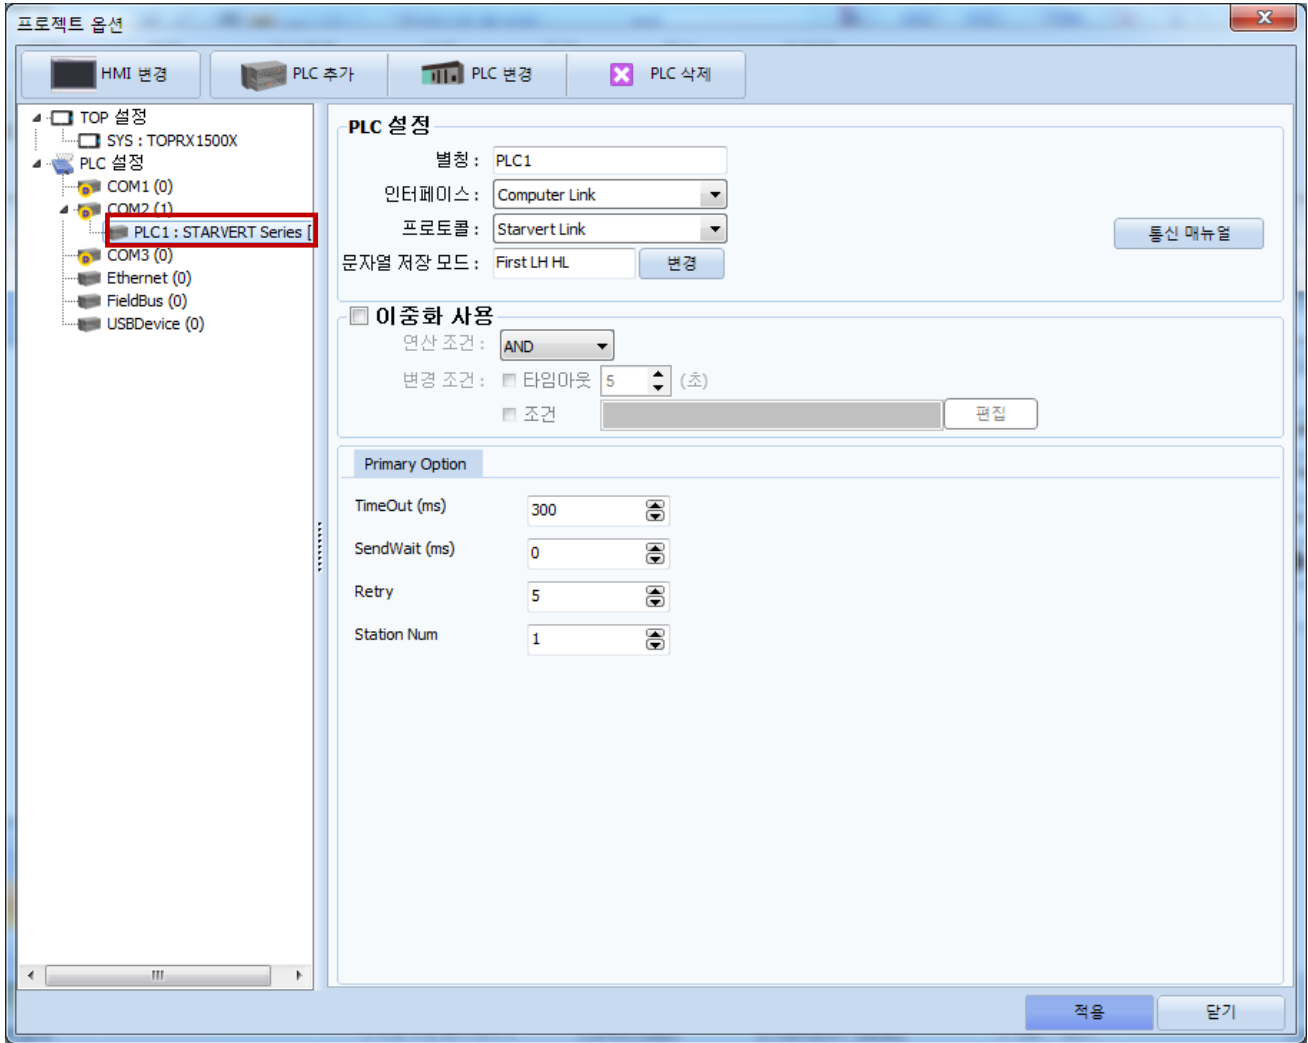 프로젝트 옵션
HMI 변경
PLC 추가
PLC 변경
PLC 삭제
TOP 설정
SYS : TOPRX1500X
PLC 설정
COM1 (0)
COM2 (1)
PLC1 : STARVERT Series [
COM3 (0)
Ethernet (0)
FieldBus (0)
USBDevice (0)
PLC 설정
별칭 : PLC1
인터페이스 : Computer Link
프로토콜 : Starvert Link
통신 매뉴얼
문자열 저장 모드 : First LH HL 변경
이중화 사용
연산 조건 : AND
변경 조건 : 타임아웃 5 (초)
조건 편집
Primary Option
TimeOut (ms) 300
SendWait (ms) 0
Retry 5
Station Num 1
적용 닫기